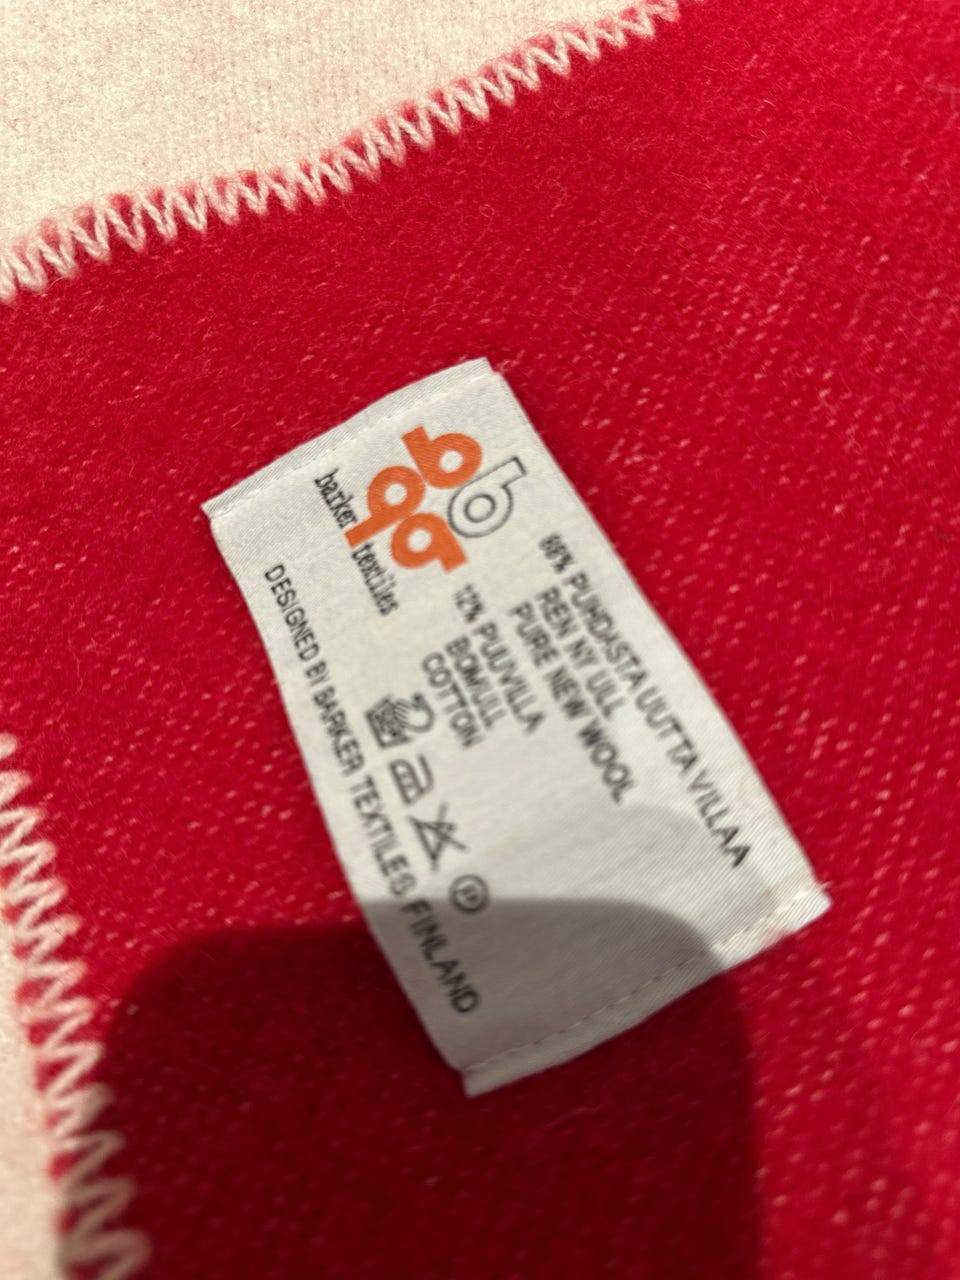 barker textiles
88% PUHDASTA UUTTA VILLAA
REN NY ULL
PURE NEW WOOL
12% PUUVILLA
BOMULL
COTTON
P
DESIGNED BY BARKER TEXTILES, FINLAND